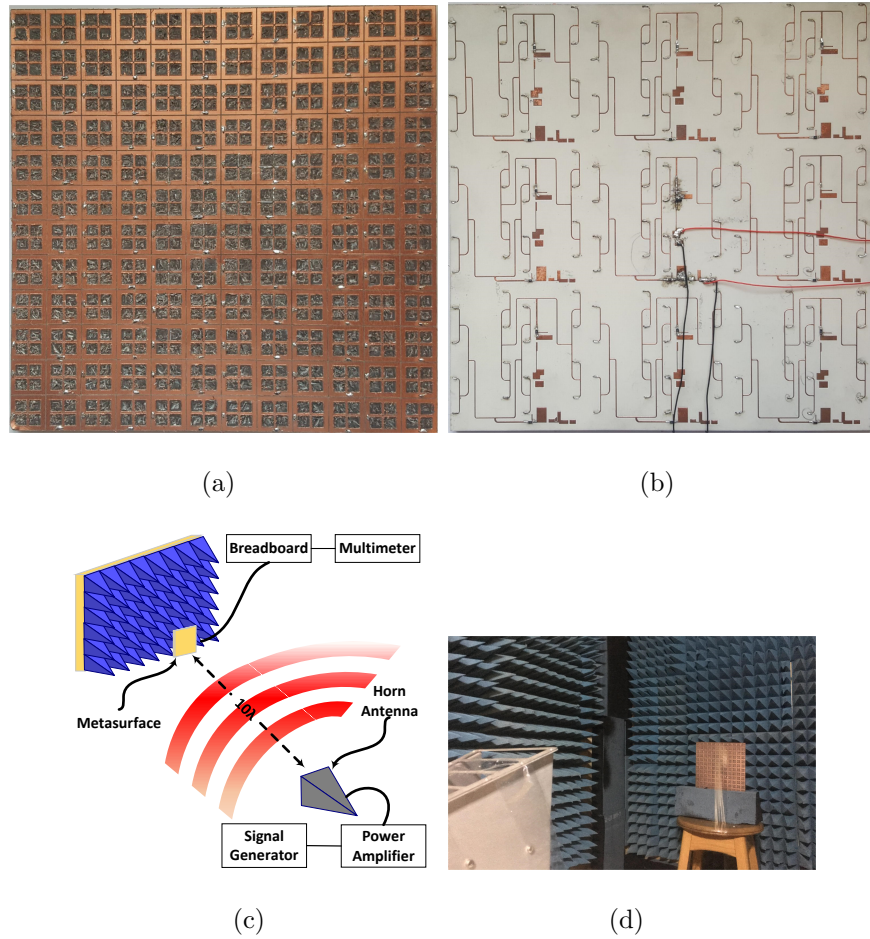 (a)
(b)
Breadboard
Multimeter
Metasurface
10λ
Horn
Antenna
Signal
Generator
Power
Amplifier
(c)
(d)